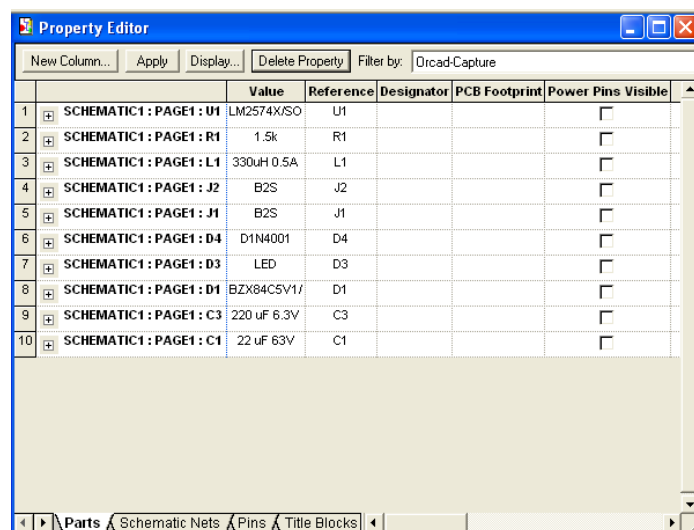 Property Editor
New Column... Apply Display... Delete Property Filter by: Orcad-Capture
Value Reference Designator PCB Footprint Power Pins Visible
1 SCHEMATIC1 : PAGE1 : U1 LM2574X/SO U1
2 SCHEMATIC1 : PAGE1 : R1 1.5k R1
3 SCHEMATIC1 : PAGE1 : L1 330uH 0.5A L1
4 SCHEMATIC1 : PAGE1 : J2 B2S J2
5 SCHEMATIC1 : PAGE1 : J1 B2S J1
6 SCHEMATIC1 : PAGE1 : D4 D1N4001 D4
7 SCHEMATIC1 : PAGE1 : D3 LED D3
8 SCHEMATIC1 : PAGE1 : D1 BZX84C5V1/ D1
9 SCHEMATIC1 : PAGE1 : C3 220 uF 6.3V C3
10 SCHEMATIC1 : PAGE1 : C1 22 uF 63V C1
Parts Schematic Nets Pins Title Blocks